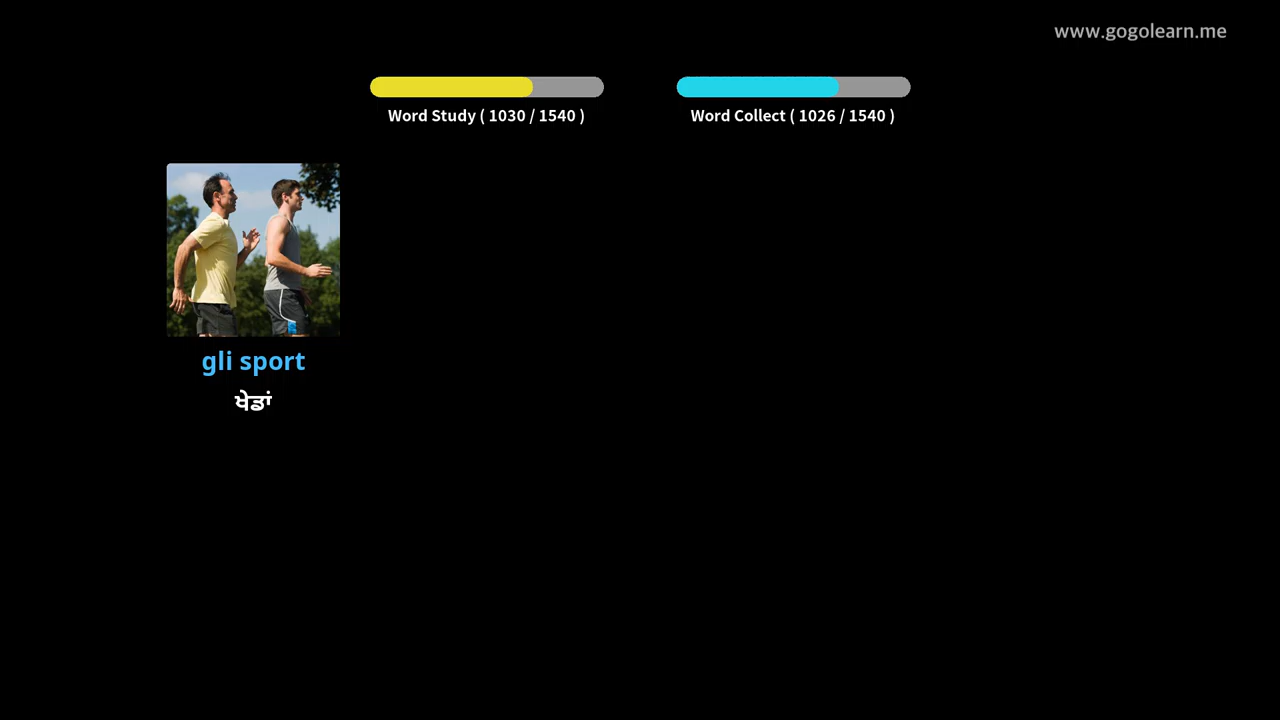 www.gogolearn.me
Word Study ( 1030 / 1540 )
Word Collect ( 1026 / 1540 )
gli sport
ਖੇਡਾਂ